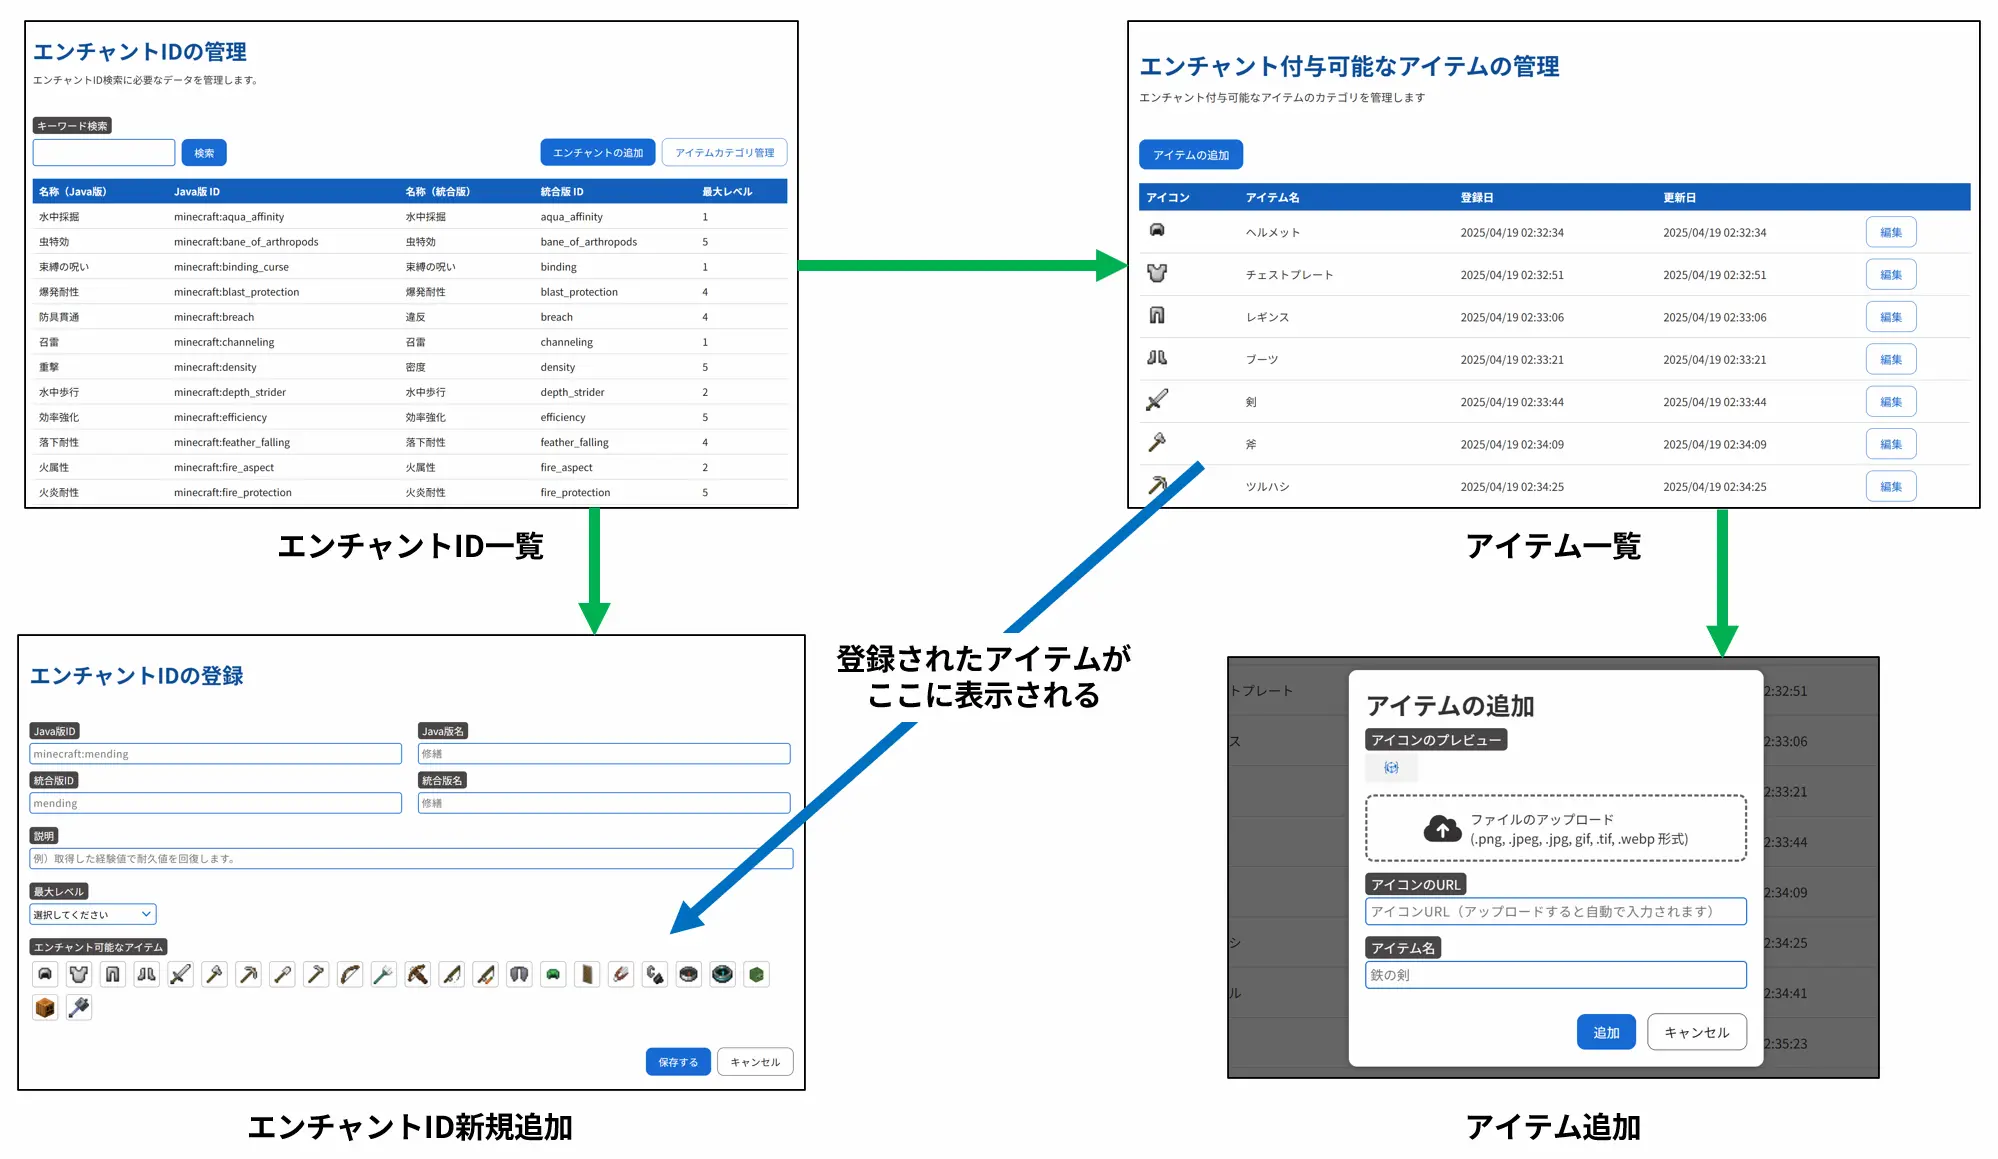 エンチャントIDの管理
エンチャントID検索に必要なデータを管理します。
キーワード検索
検索
エンチャントの追加
アイテムカテゴリ管理
名称（Java版） Java版 ID 名称（統合版） 統合版 ID 最大レベル
水中採掘 minecraft:aqua_affinity 水中採掘 aqua_affinity 1
虫特効 minecraft:bane_of_arthropods 虫特効 bane_of_arthropods 5
束縛の呪い minecraft:binding_curse 束縛の呪い binding 1
爆発耐性 minecraft:blast_protection 爆発耐性 blast_protection 4
防具貫通 minecraft:breach 違反 breach 4
召雷 minecraft:channeling 召雷 channeling 1
重撃 minecraft:density 密度 density 5
水中歩行 minecraft:depth_strider 水中歩行 depth_strider 2
効率強化 minecraft:efficiency 効率強化 efficiency 5
落下耐性 minecraft:feather_falling 落下耐性 feather_falling 4
火属性 minecraft:fire_aspect 火属性 fire_aspect 2
火炎耐性 minecraft:fire_protection 火炎耐性 fire_protection 5
エンチャントID一覧
エンチャント付与可能なアイテムの管理
エンチャント付与可能なアイテムのカテゴリを管理します
アイテムの追加
アイコン アイテム名 登録日 更新日
ヘルメット 2025/04/19 02:32:34 2025/04/19 02:32:34 編集
チェストプレート 2025/04/19 02:32:51 2025/04/19 02:32:51 編集
レギンス 2025/04/19 02:33:06 2025/04/19 02:33:06 編集
ブーツ 2025/04/19 02:33:21 2025/04/19 02:33:21 編集
剣 2025/04/19 02:33:44 2025/04/19 02:33:44 編集
斧 2025/04/19 02:34:09 2025/04/19 02:34:09 編集
ツルハシ 2025/04/19 02:34:25 2025/04/19 02:34:25 編集
アイテム一覧
登録されたアイテムが
ここに表示される
エンチャントIDの登録
Java版ID Java版名
minecraft:mending 修繕
統合版ID 統合版名
mending 修繕
説明
例）取得した経験値で耐久値を回復します。
最大レベル
選択してください
エンチャント可能なアイテム
保存する キャンセル
エンチャントID新規追加
トプレート 2:32:51
ス 2:33:06
2:33:21
2:33:44
2:34:09
シ 2:34:25
ル 2:34:41
2:35:23
アイテムの追加
アイコンのプレビュー
ファイルのアップロード
(.png, .jpeg, .jpg, gif, .tif, .webp 形式)
アイコンのURL
アイコンURL（アップロードすると自動で入力されます）
アイテム名
鉄の剣
追加 キャンセル
アイテム追加